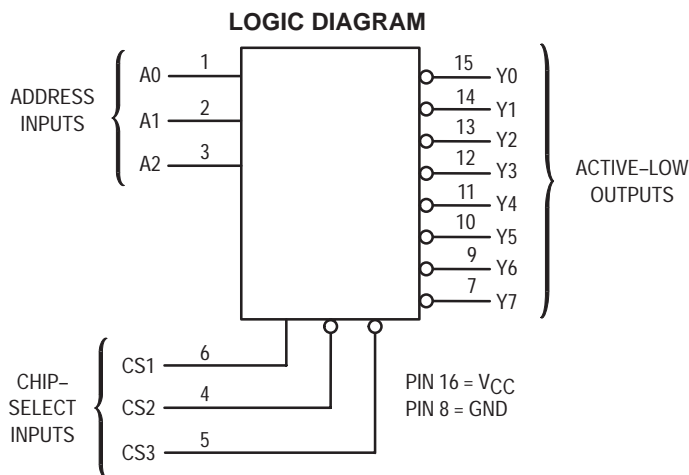 LOGIC DIAGRAM
ADDRESS
INPUTS
A0 1
A1 2
A2 3
15 Y0
14 Y1
13 Y2
12 Y3
11 Y4
10 Y5
9 Y6
7 Y7
ACTIVE–LOW
OUTPUTS
CHIP–
SELECT
INPUTS
CS1 6
CS2 4
CS3 5
PIN 16 = VCC
PIN 8 = GND